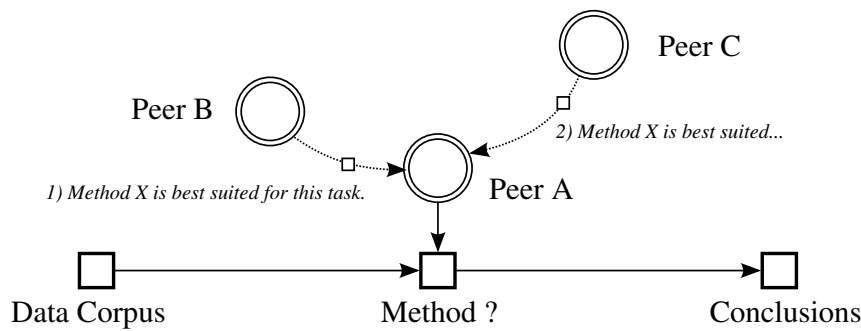 Peer C
Peer B
2) Method X is best suited...
1) Method X is best suited for this task.
Peer A
Data Corpus
Method ?
Conclusions